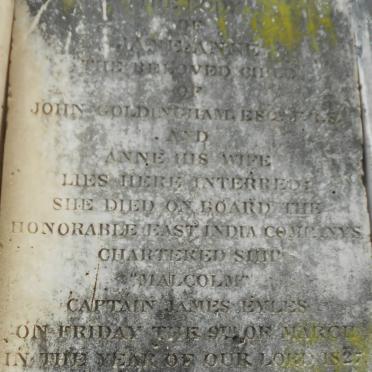 OF
JANE ANNE
THE BELOVED CHILD
OF
JOHN GOLDINGHAM, ESQ. F.R.S.
AND
ANNE HIS WIFE
LIES HERE INTERRED:
SHE DIED ON BOARD THE
HONORABLE EAST INDIA COMPANYS
CHARTERED SHIP
"MALCOLM"
CAPTAIN JAMES EYLES
ON FRIDAY THE 9TH OF MARCH
IN THE YEAR OF OUR LORD 1827